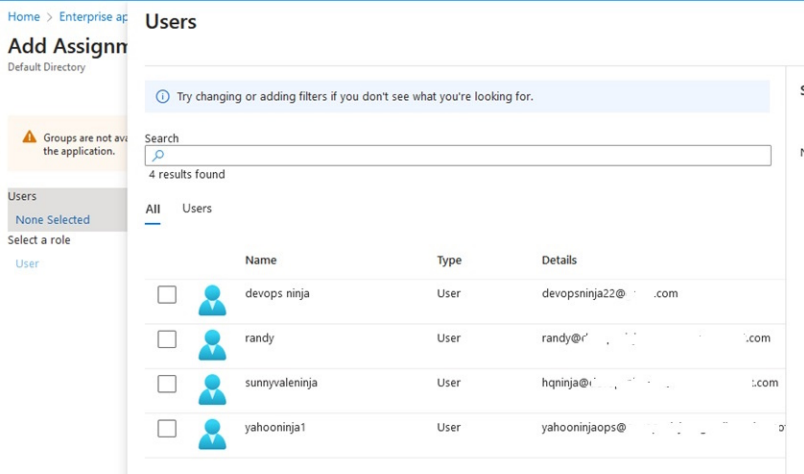 Home > Enterprise ap
Add Assignm
Default Directory
Groups are not ava
the application.
Users
None Selected
Select a role
User
Users
Try changing or adding filters if you don't see what you're looking for.
Search
4 results found
All Users
Name Type Details
devops ninja User devopsninja22@ .com
randy User randy@ .com
sunnyvaleninja User hqninja@ .com
yahooninja1 User yahooninjaops@